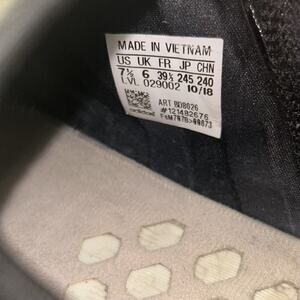 MADE IN VIETNAM
US UK FR JP CHN
7½ 6 39⅓ 245 240
LVL 029002 10/18
ART BD8026
#121482676